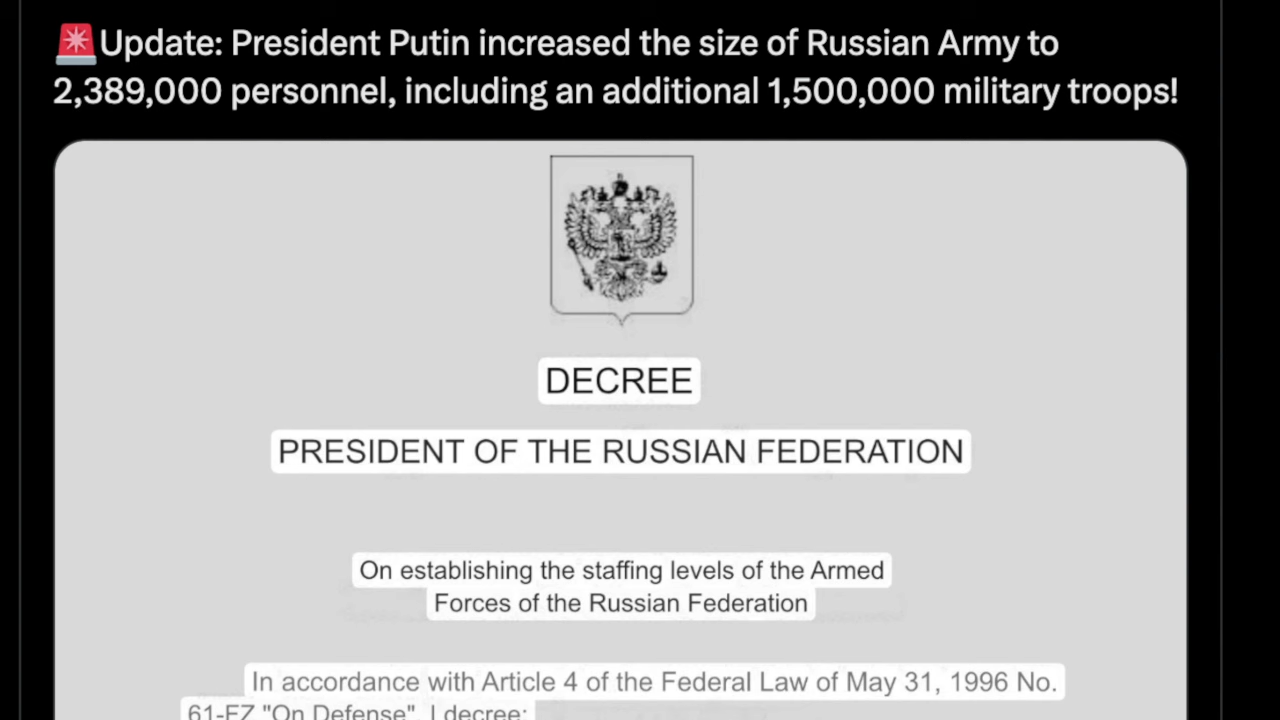 🚨Update: President Putin increased the size of Russian Army to
2,389,000 personnel, including an additional 1,500,000 military troops!
DECREE
PRESIDENT OF THE RUSSIAN FEDERATION
On establishing the staffing levels of the Armed
Forces of the Russian Federation
In accordance with Article 4 of the Federal Law of May 31, 1996 No.
61-FZ "On Defense", I decree: